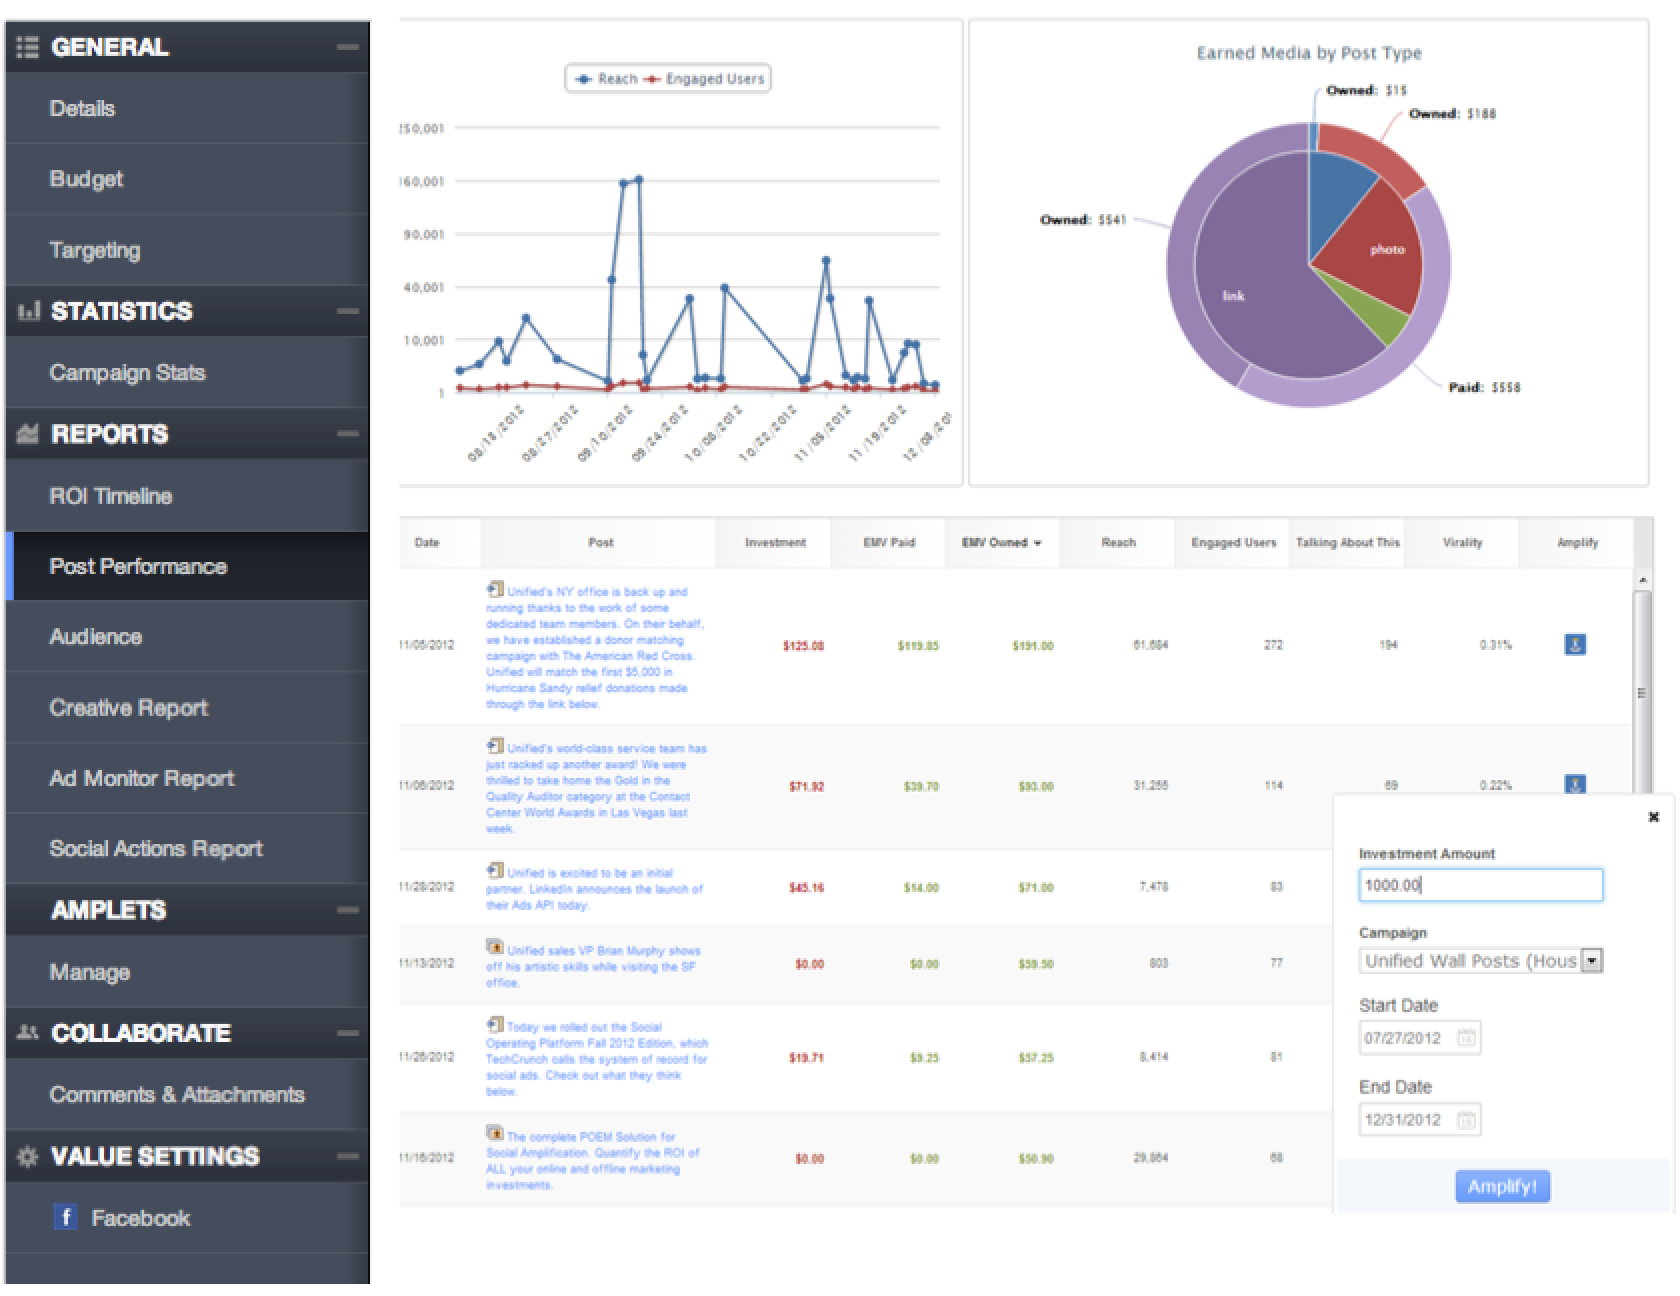 GENERAL
Details
Budget
Targeting
STATISTICS
Campaign Stats
REPORTS
ROI Timeline
Post Performance
Audience
Creative Report
Ad Monitor Report
Social Actions Report
AMPLETS
Manage
COLLABORATE
Comments & Attachments
VALUE SETTINGS
f Facebook
Reach Engaged Users
250,001
160,001
90,001
40,001
10,001
1
08/13/2012 08/27/2012 09/10/2012 09/24/2012 10/08/2012 10/22/2012 11/05/2012 11/19/2012
Earned Media by Post Type
Owned: $15
Owned: $188
Owned: $541
photo
link
Paid: $558
Date Post Investment EMV Paid EMV Owned Reach Engaged Users Talking About This Virality Amplify
Unified's NY office is back up and
running thanks to the work of some
dedicated team members. On their behalf,
we have established a donor matching
campaign with The American Red Cross.
Unified will match the first $5,000 in
Hurricane Sandy relief donations made
through the link below.
11/05/2012 $125.08 $119.85 $191.00 61,684 272 194 0.31%
Unified's world-class service team has
just racked up another award! We were
thrilled to take home the Gold in the
Quality Auditor category at the Contact
Center World Awards in Las Vegas last
week.
11/06/2012 $71.92 $39.70 $93.00 31,255 114 69 0.22%
Unified is excited to be an initial
partner. LinkedIn announces the launch of
their Ads API today.
11/28/2012 $45.16 $14.00 $71.00 7,478 83
Unified sales VP Brian Murphy shows
off his artistic skills while visiting the SF
office.
11/13/2012 $0.00 $0.00 $59.50 803 77
Today we rolled out the Social
Operating Platform Fall 2012 Edition, which
TechCrunch calls the system of record for
social ads. Check out what they think
below.
11/26/2012 $19.71 $9.25 $57.25 8,414 81
The complete POEM Solution for
Social Amplification. Quantify the ROI of
ALL your online and offline marketing
investments.
11/16/2012 $0.00 $0.00 $50.90 29,864 68
Investment Amount
1000.00
Campaign
Unified Wall Posts (Hous
Start Date
07/27/2012
End Date
12/31/2012
Amplify!